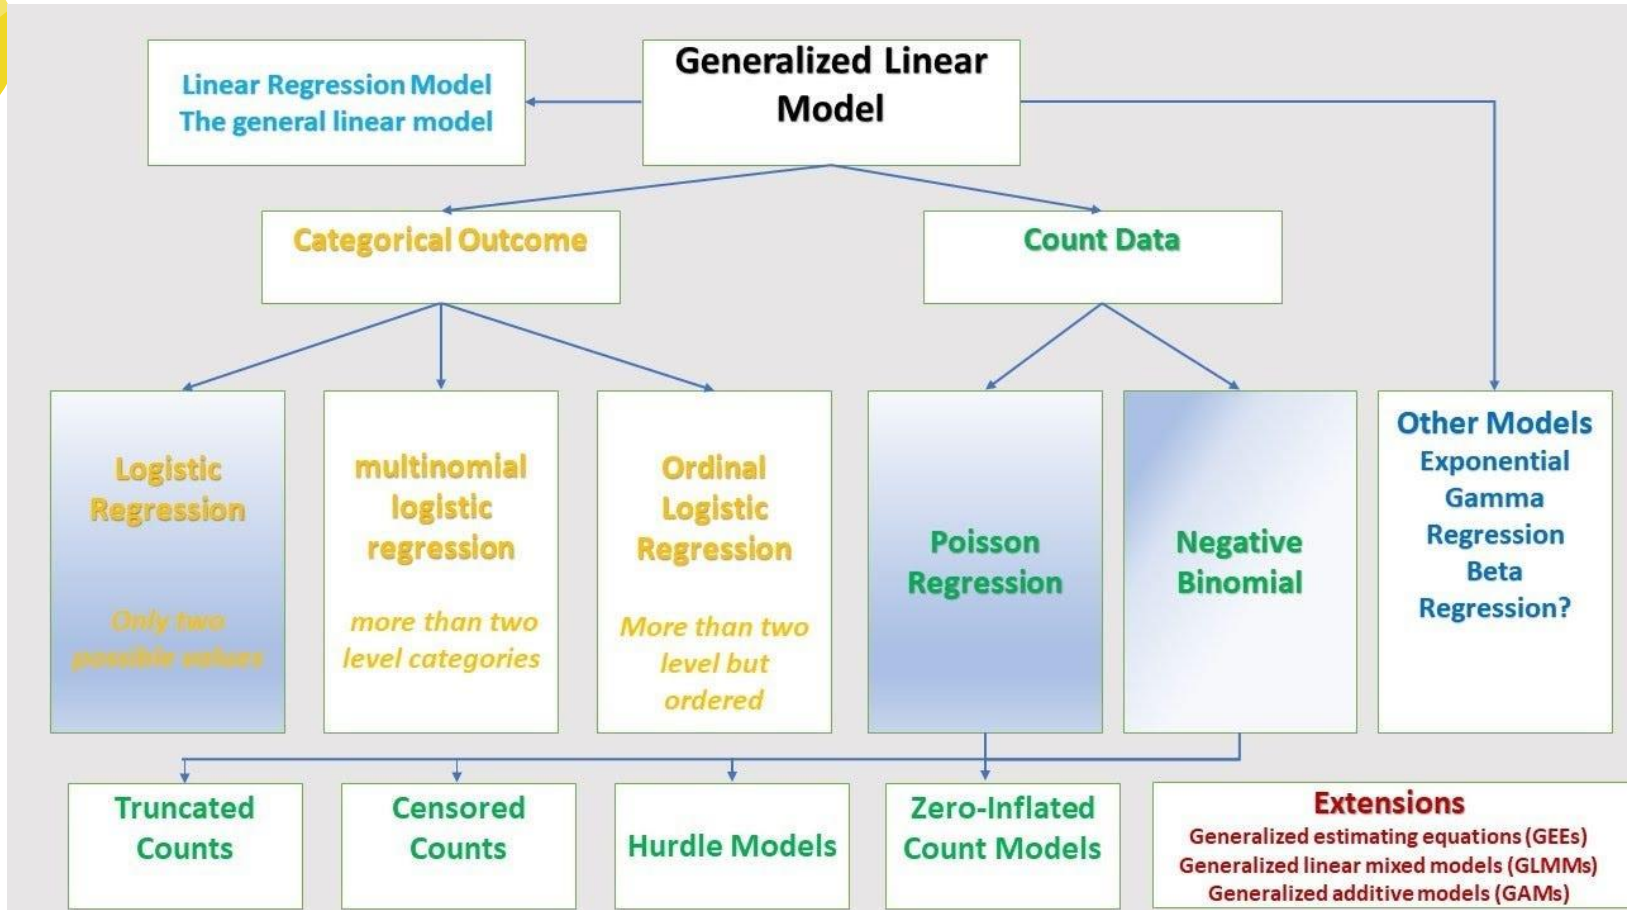 Linear Regression Model
The general linear model
Generalized Linear
Model
Categorical Outcome
Count Data
Logistic
Regression
Only two
possible values
multinomial
logistic
regression
more than two
level categories
Ordinal
Logistic
Regression
More than two
level but
ordered
Poisson
Regression
Negative
Binomial
Other Models
Exponential
Gamma
Regression
Beta
Regression?
Truncated
Counts
Censored
Counts
Hurdle Models
Zero-Inflated
Count Models
Extensions
Generalized estimating equations (GEEs)
Generalized linear mixed models (GLMMs)
Generalized additive models (GAMs)